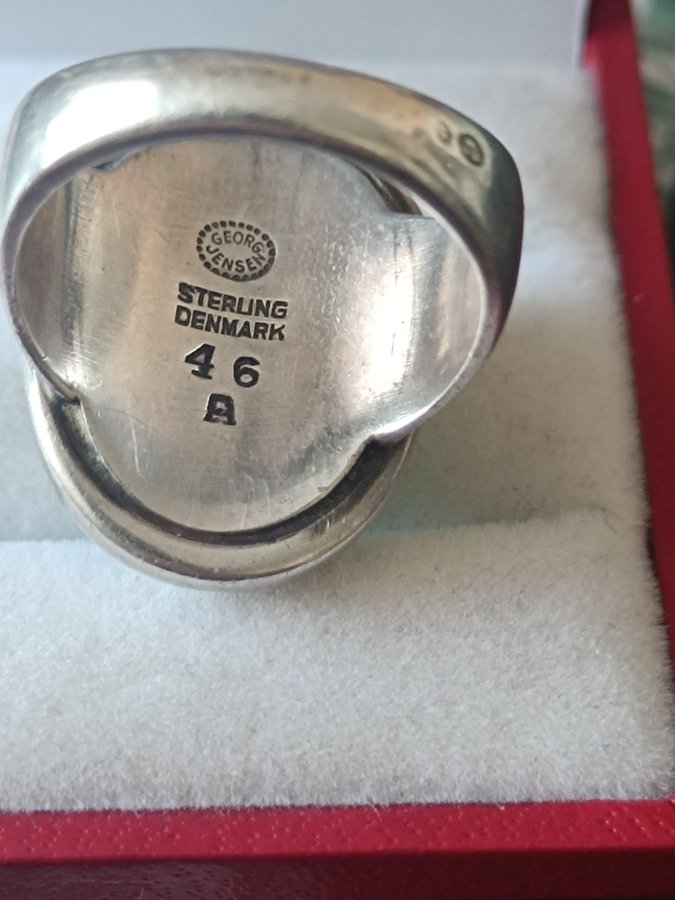 GEORG
JENSEN
STERLING
DENMARK
46
A